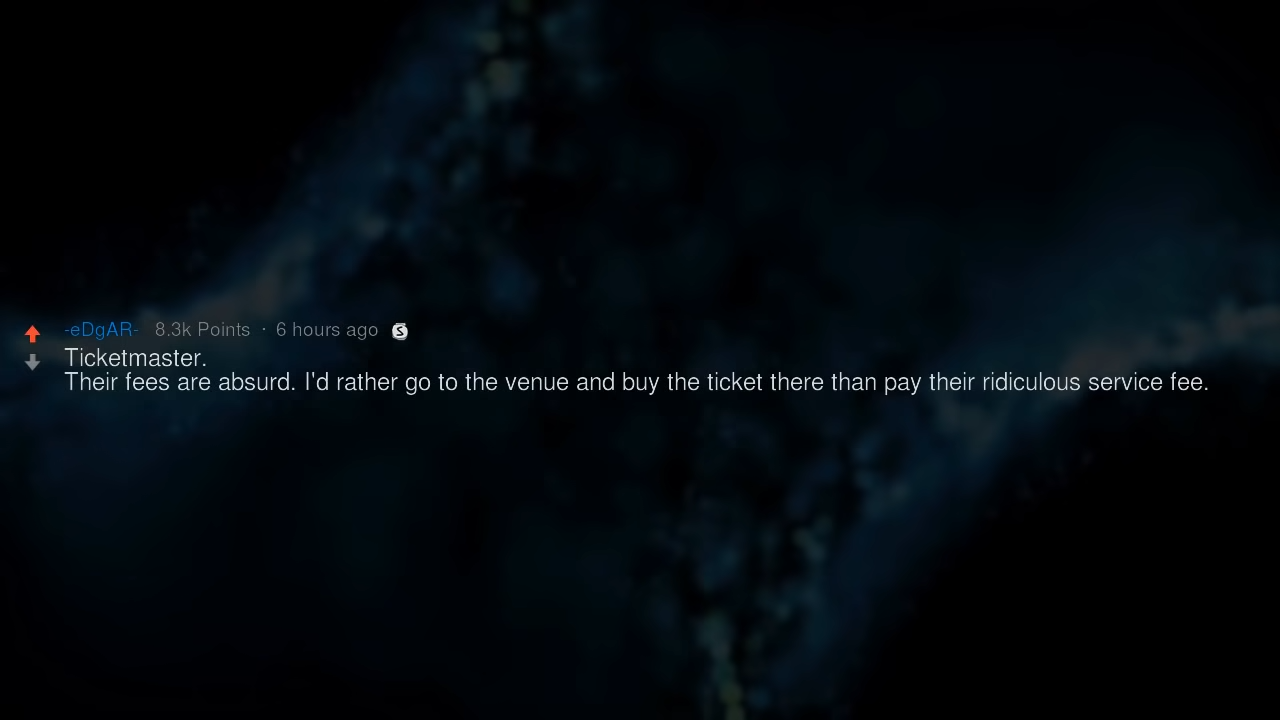 -eDgAR- 8.3k Points · 6 hours ago S
Ticketmaster.
Their fees are absurd. I'd rather go to the venue and buy the ticket there than pay their ridiculous service fee.